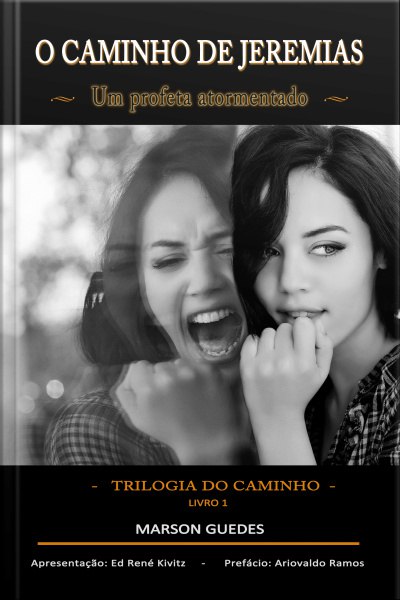 O CAMINHO DE JEREMIAS
Um profeta atormentado
- TRILOGIA DO CAMINHO -
LIVRO 1
MARSON GUEDES
Apresentação: Ed René Kivitz - Prefácio: Ariovaldo Ramos